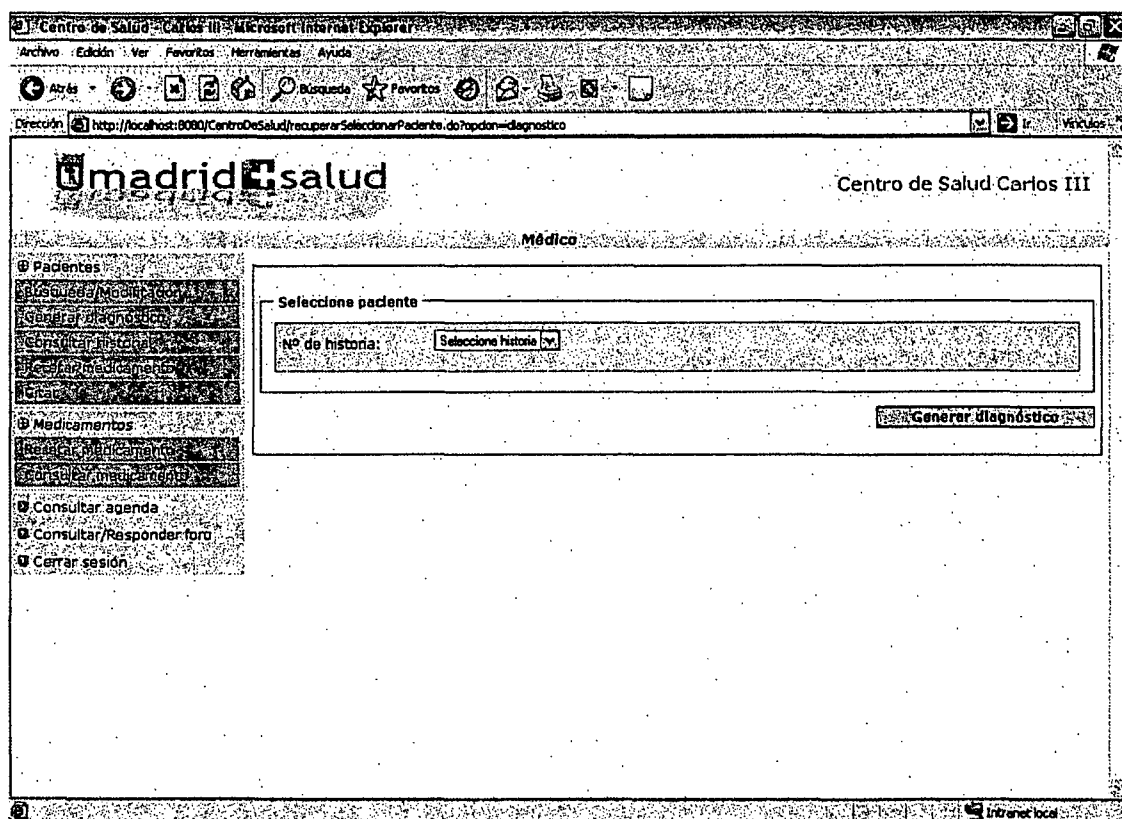 Centro de Salud - Carlos III - Microsoft Internet Explorer
Archivo Edición Ver Favoritos Herramientas Ayuda
Atrás Búsqueda Favoritos
Dirección http://localhost:8080/CentroDeSalud/recuperarSeleccionarPaciente.do?opcion=diagnostico Ir Vínculos
madrid salud
Centro de Salud Carlos III
Médico
Pacientes
Búsqueda/Modificación
Generar diagnóstico
Consultar historial
Recetar medicamento
Citar
Medicamentos
Recetar medicamento
Consultar medicamento
Consultar agenda
Consultar/Responder foro
Cerrar sesión
Seleccione paciente
Nº de historia: Seleccione historia
Generar diagnóstico
Intranet local